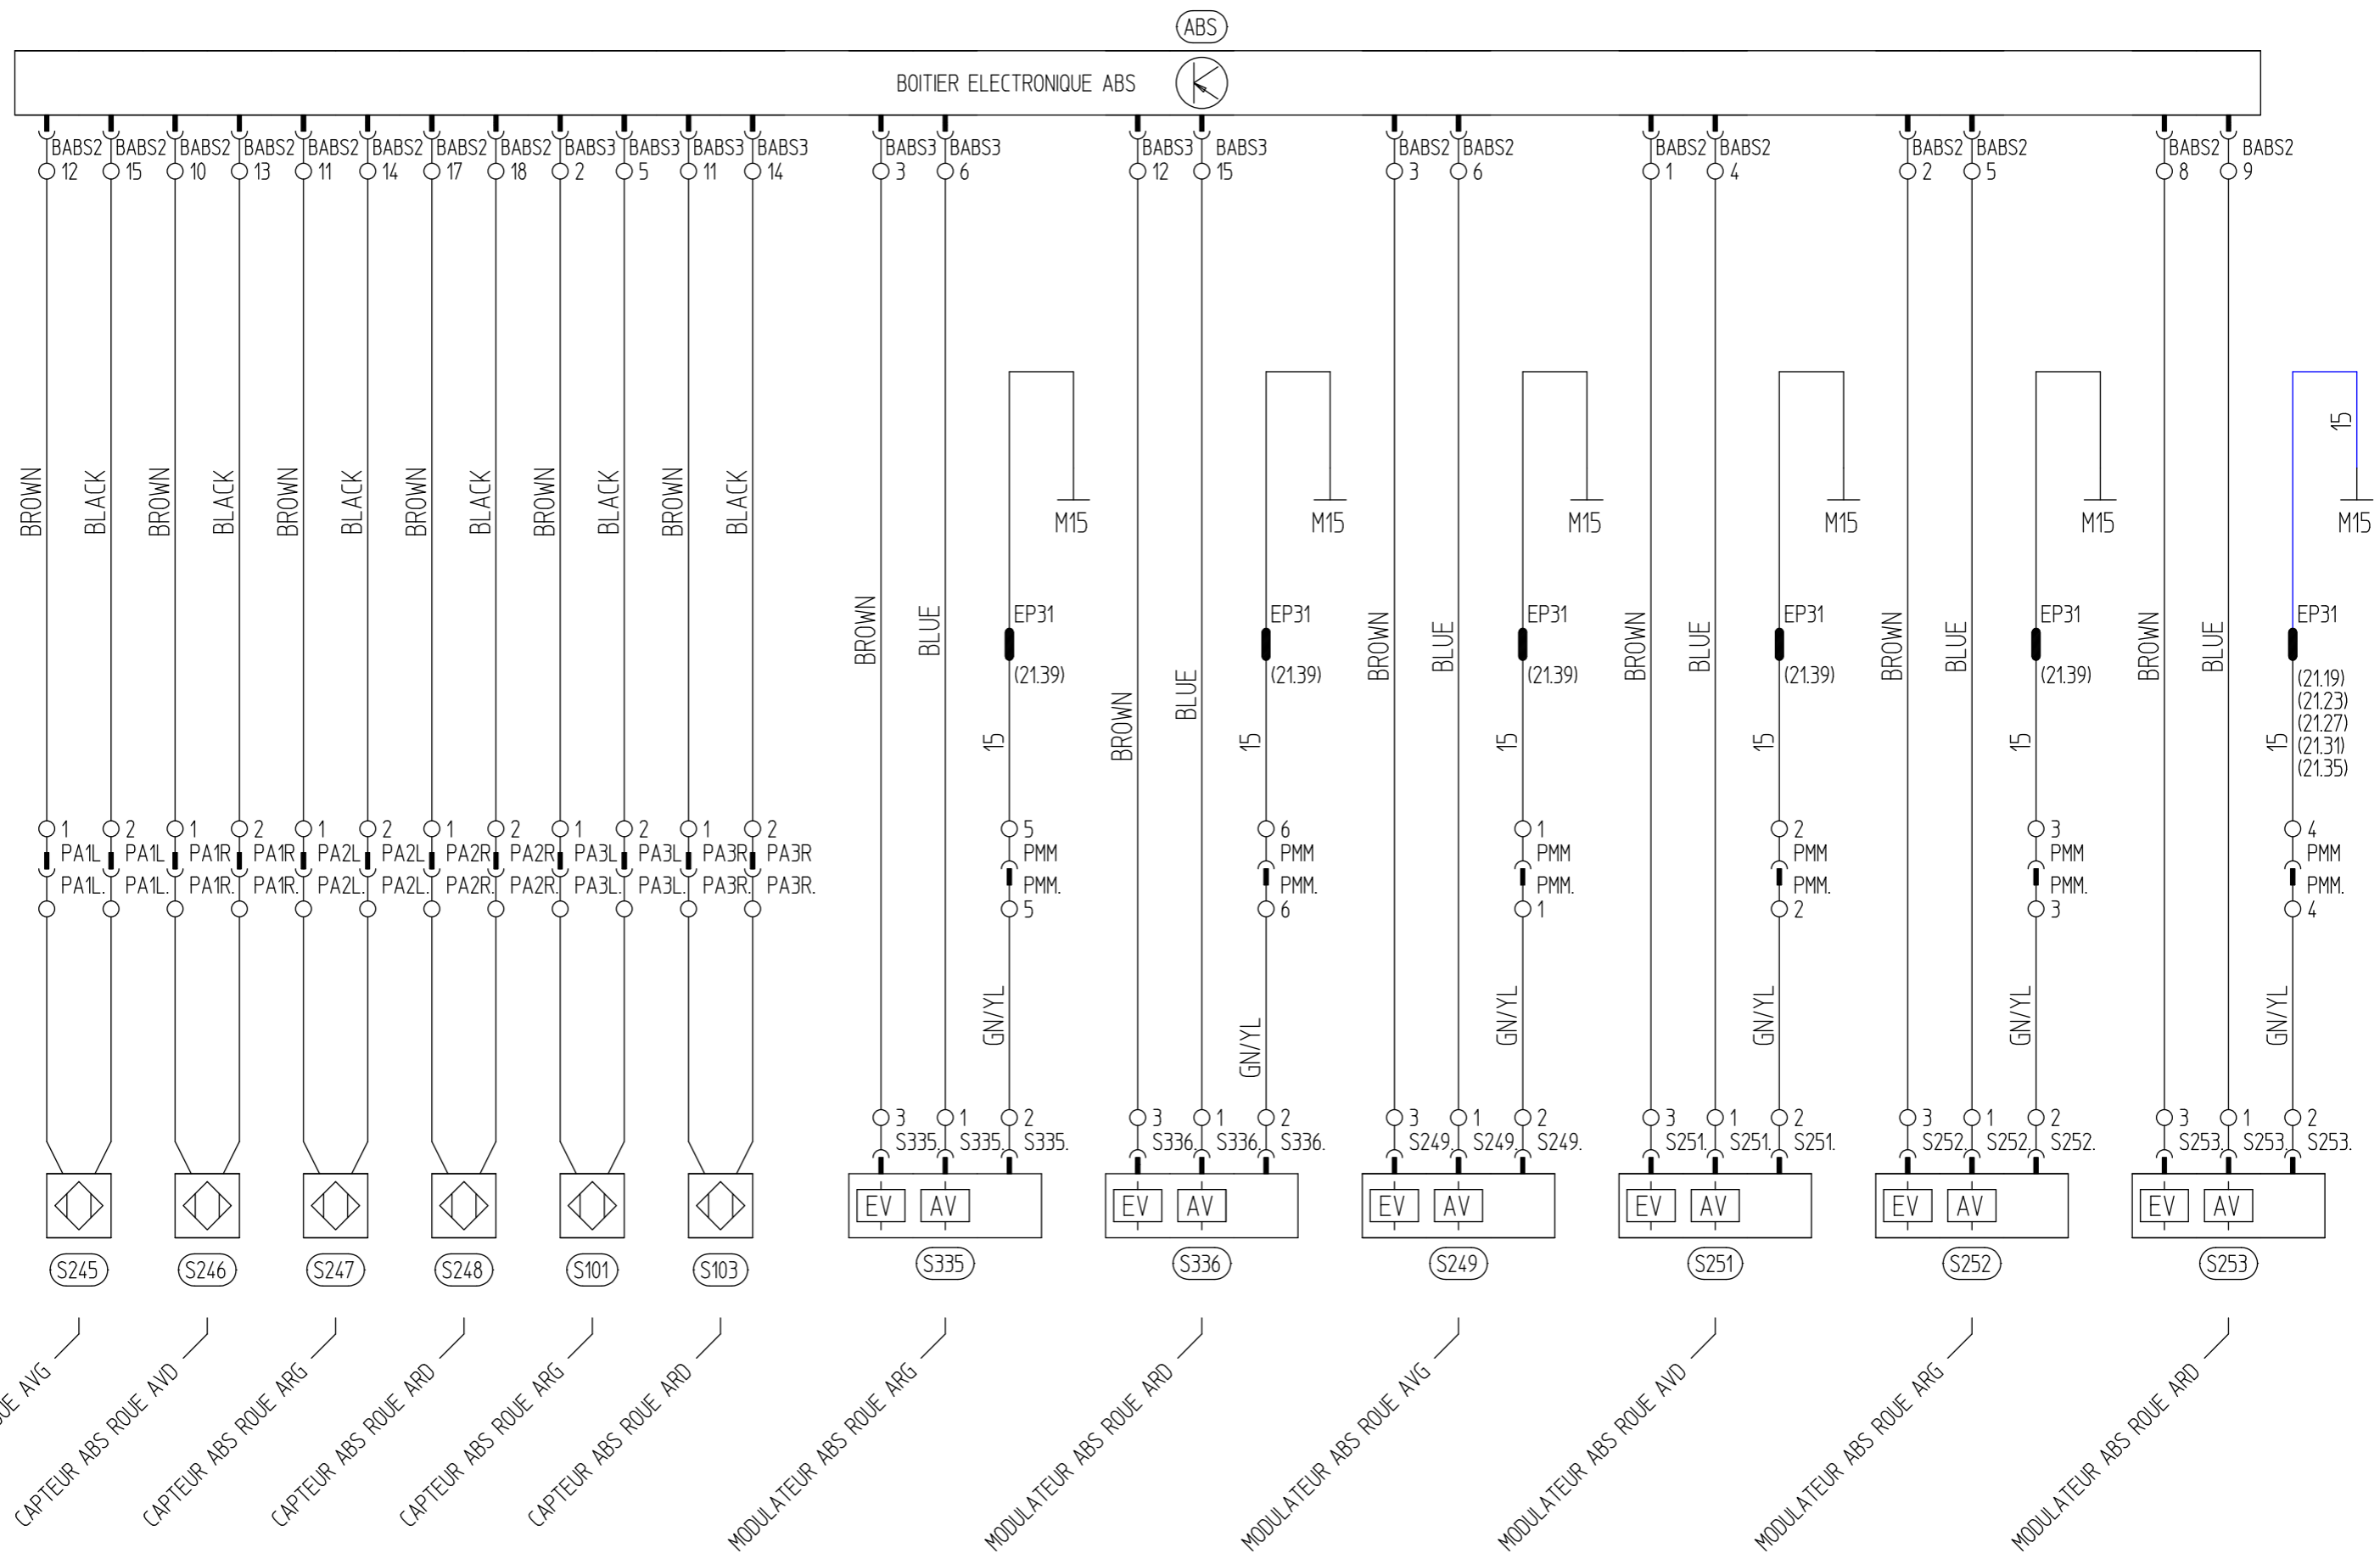 ABS
BOITIER ELECTRONIQUE ABS
BABS2 BABS2 BABS2 BABS2 BABS2 BABS2 BABS2 BABS2 BABS3 BABS3 BABS3 BABS3 BABS3 BABS3 BABS3 BABS3 BABS2 BABS2 BABS2 BABS2 BABS2 BABS2 BABS2 BABS2
12 15 10 13 11 14 17 18 2 5 11 14 3 6 12 15 3 6 1 4 2 5 8 9
15
BROWN BLACK BROWN BLACK BROWN BLACK BROWN BLACK BROWN BLACK BROWN BLACK
M15 M15 M15 M15 M15 M15
EP31 EP31 EP31 EP31 EP31 EP31
BROWN BLUE BROWN BLUE BROWN BLUE BROWN BLUE BROWN BLUE BROWN BLUE
(21.39) (21.39) (21.39) (21.39) (21.39) (21.19)
(21.23)
(21.27)
(21.31)
(21.35)
15 15 15 15 15 15
1 2 1 2 1 2 1 2 1 2 1 2 5 6 1 2 3 4
PA1L PA1L PA1R PA1R PA2L PA2L PA2R PA2R PA3L PA3L PA3R PA3R PMM PMM PMM PMM PMM PMM
PA1L. PA1L. PA1R. PA1R. PA2L. PA2L. PA2R. PA2R. PA3L. PA3L. PA3R. PA3R. PMM. PMM. PMM. PMM. PMM. PMM.
5 6 1 2 3 4
GN/YL GN/YL GN/YL GN/YL GN/YL GN/YL
3 1 2 3 1 2 3 1 2 3 1 2 3 1 2 3 1 2
S335. S335. S335. S336. S336. S336. S249. S249. S249. S251. S251. S251. S252. S252. S252. S253. S253. S253.
EV AV EV AV EV AV EV AV EV AV EV AV
S245 S246 S247 S248 S101 S103 S335 S336 S249 S251 S252 S253
AVG
CAPTEUR ABS ROUE AVD
CAPTEUR ABS ROUE ARG
CAPTEUR ABS ROUE ARD
CAPTEUR ABS ROUE ARG
CAPTEUR ABS ROUE ARD
MODULATEUR ABS ROUE ARG
MODULATEUR ABS ROUE ARD
MODULATEUR ABS ROUE AVG
MODULATEUR ABS ROUE AVD
MODULATEUR ABS ROUE ARG
MODULATEUR ABS ROUE ARD